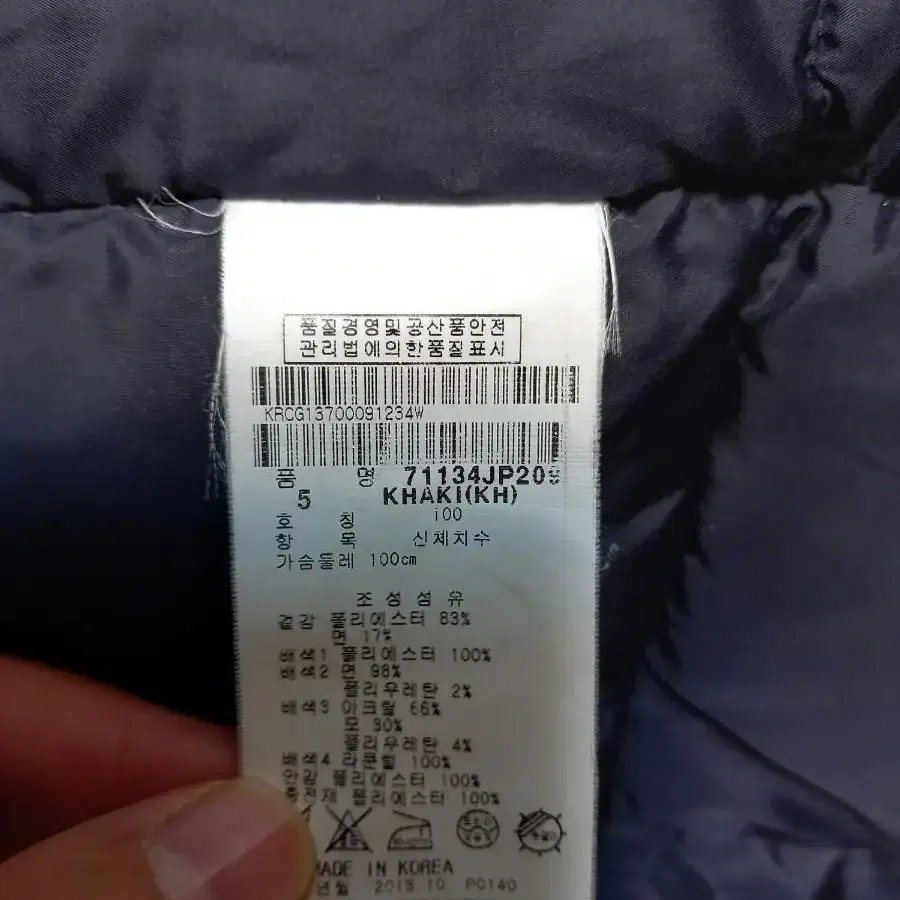 품질경영및공산품안전
관리법에의한품질표시
KRCG13700091234W
품 명 71134JP209
5 KHAKI(KH)
호 칭 100
항 목 신체치수
가슴둘레 100cm
조 성 섬 유
겉감 폴리에스터 83%
면 17%
배색1 폴리에스터 100%
배색2 면 98%
폴리우레탄 2%
배색3 아크릴 66%
모 30%
폴리우레탄 4%
배색4 라쿤털 100%
안감 폴리에스터 100%
충전재 폴리에스터 100%
MADE IN KOREA
년월 10 PC140